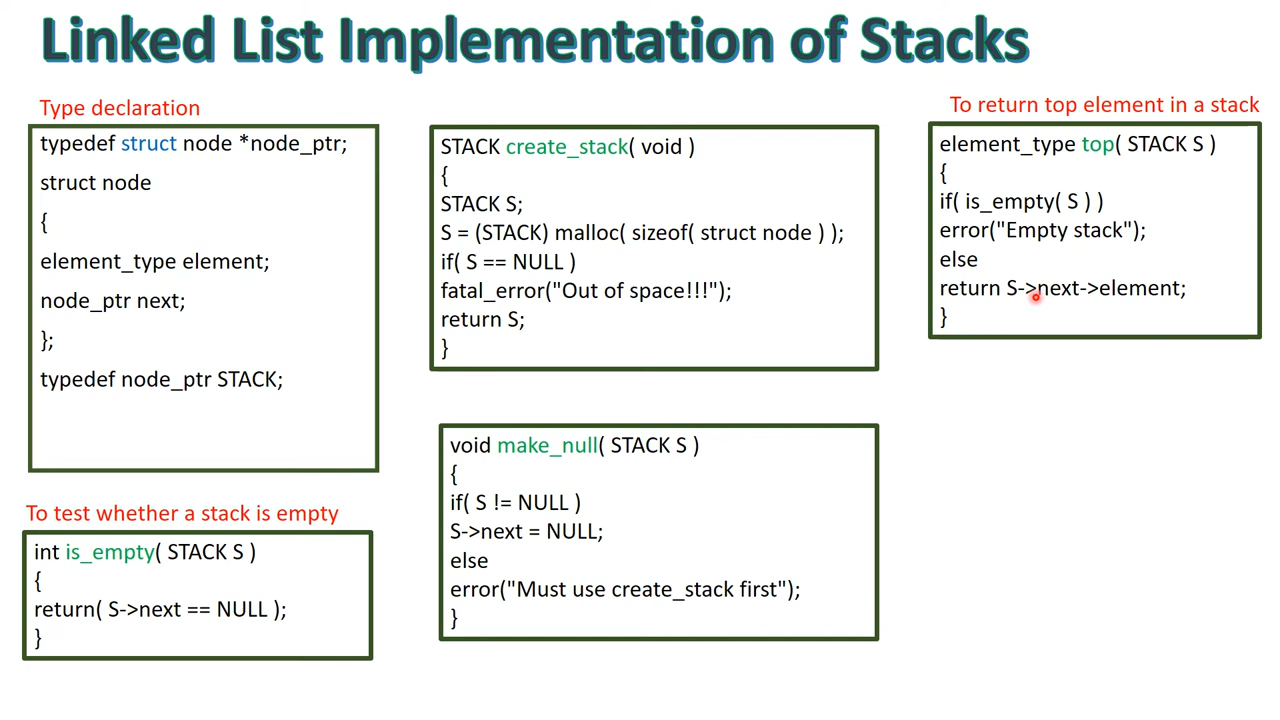 Linked List Implementation of Stacks
Type declaration
typedef struct node *node_ptr;
struct node
{
element_type element;
node_ptr next;
};
typedef node_ptr STACK;
To test whether a stack is empty
int is_empty( STACK S )
{
return( S->next == NULL );
}
STACK create_stack( void )
{
STACK S;
S = (STACK) malloc( sizeof( struct node ) );
if( S == NULL )
fatal_error("Out of space!!!");
return S;
}
void make_null( STACK S )
{
if( S != NULL )
S->next = NULL;
else
error("Must use create_stack first");
}
To return top element in a stack
element_type top( STACK S )
{
if( is_empty( S ) )
error("Empty stack");
else
return S->next->element;
}